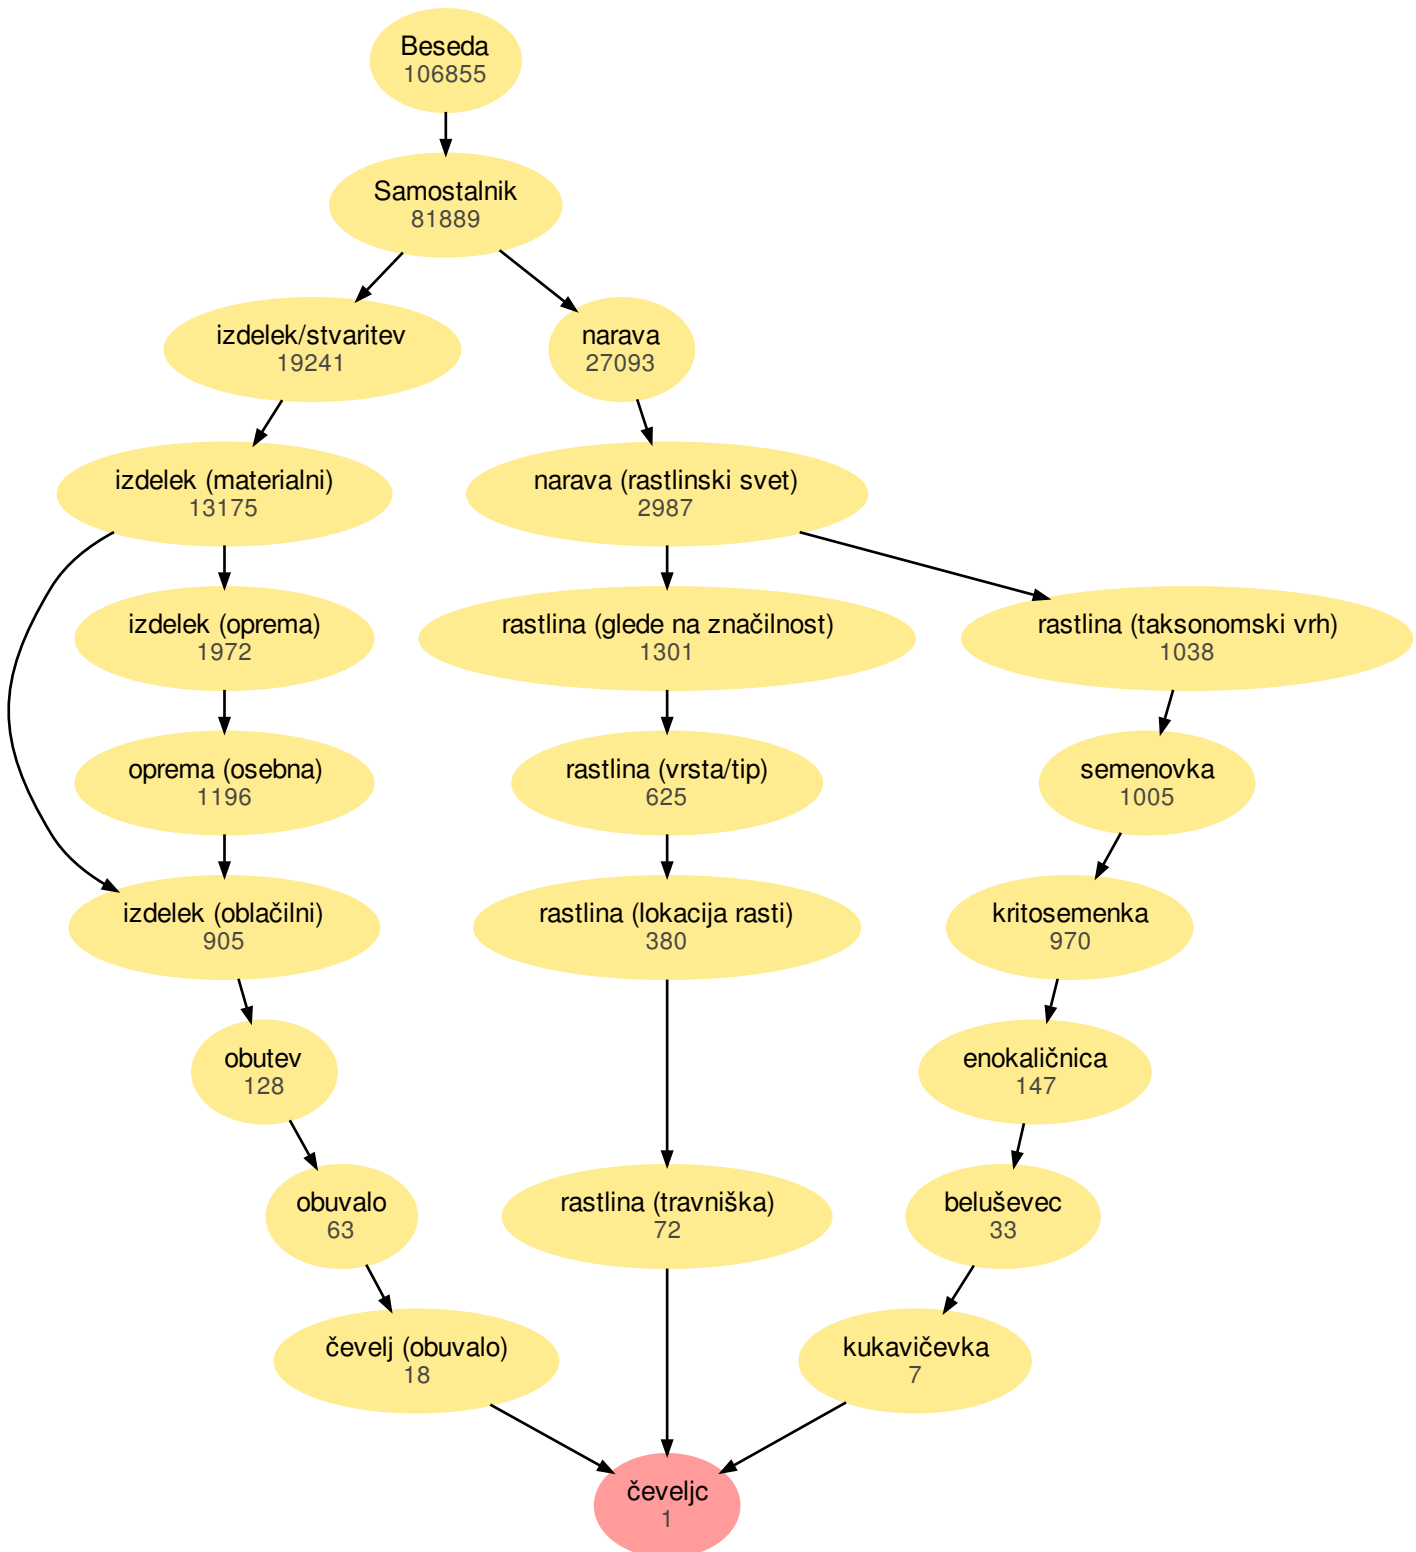 Beseda
106855
Samostalnik
81889
izdelek/stvaritev
19241
narava
27093
izdelek (materialni)
13175
narava (rastlinski svet)
2987
izdelek (oprema)
1972
rastlina (glede na značilnost)
1301
rastlina (taksonomski vrh)
1038
oprema (osebna)
1196
rastlina (vrsta/tip)
625
semenovka
1005
izdelek (oblačilni)
905
rastlina (lokacija rasti)
380
kritosemenka
970
obutev
128
enokaličnica
147
obuvalo
63
rastlina (travniška)
72
beluševec
33
čevelj (obuvalo)
18
kukavičevka
7
čeveljc
1